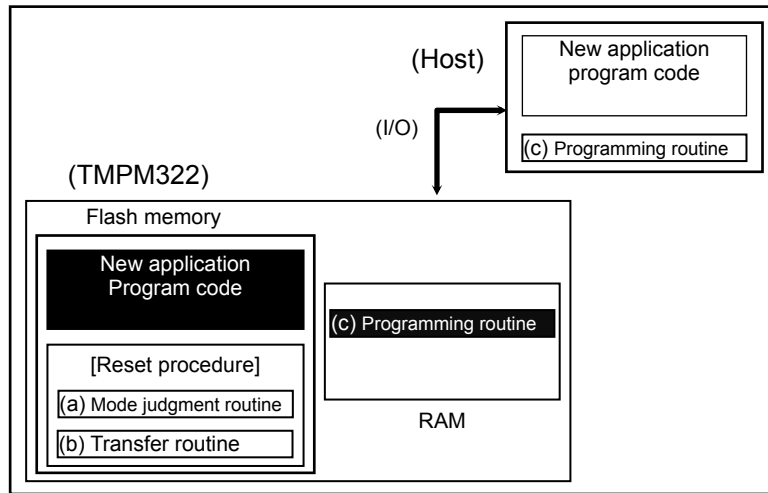 (Host)
New application
program code
(I/O)
(c) Programming routine
(TMPM322)
Flash memory
New application
Program code
(c) Programming routine
[Reset procedure]
(a) Mode judgment routine
(b) Transfer routine
RAM